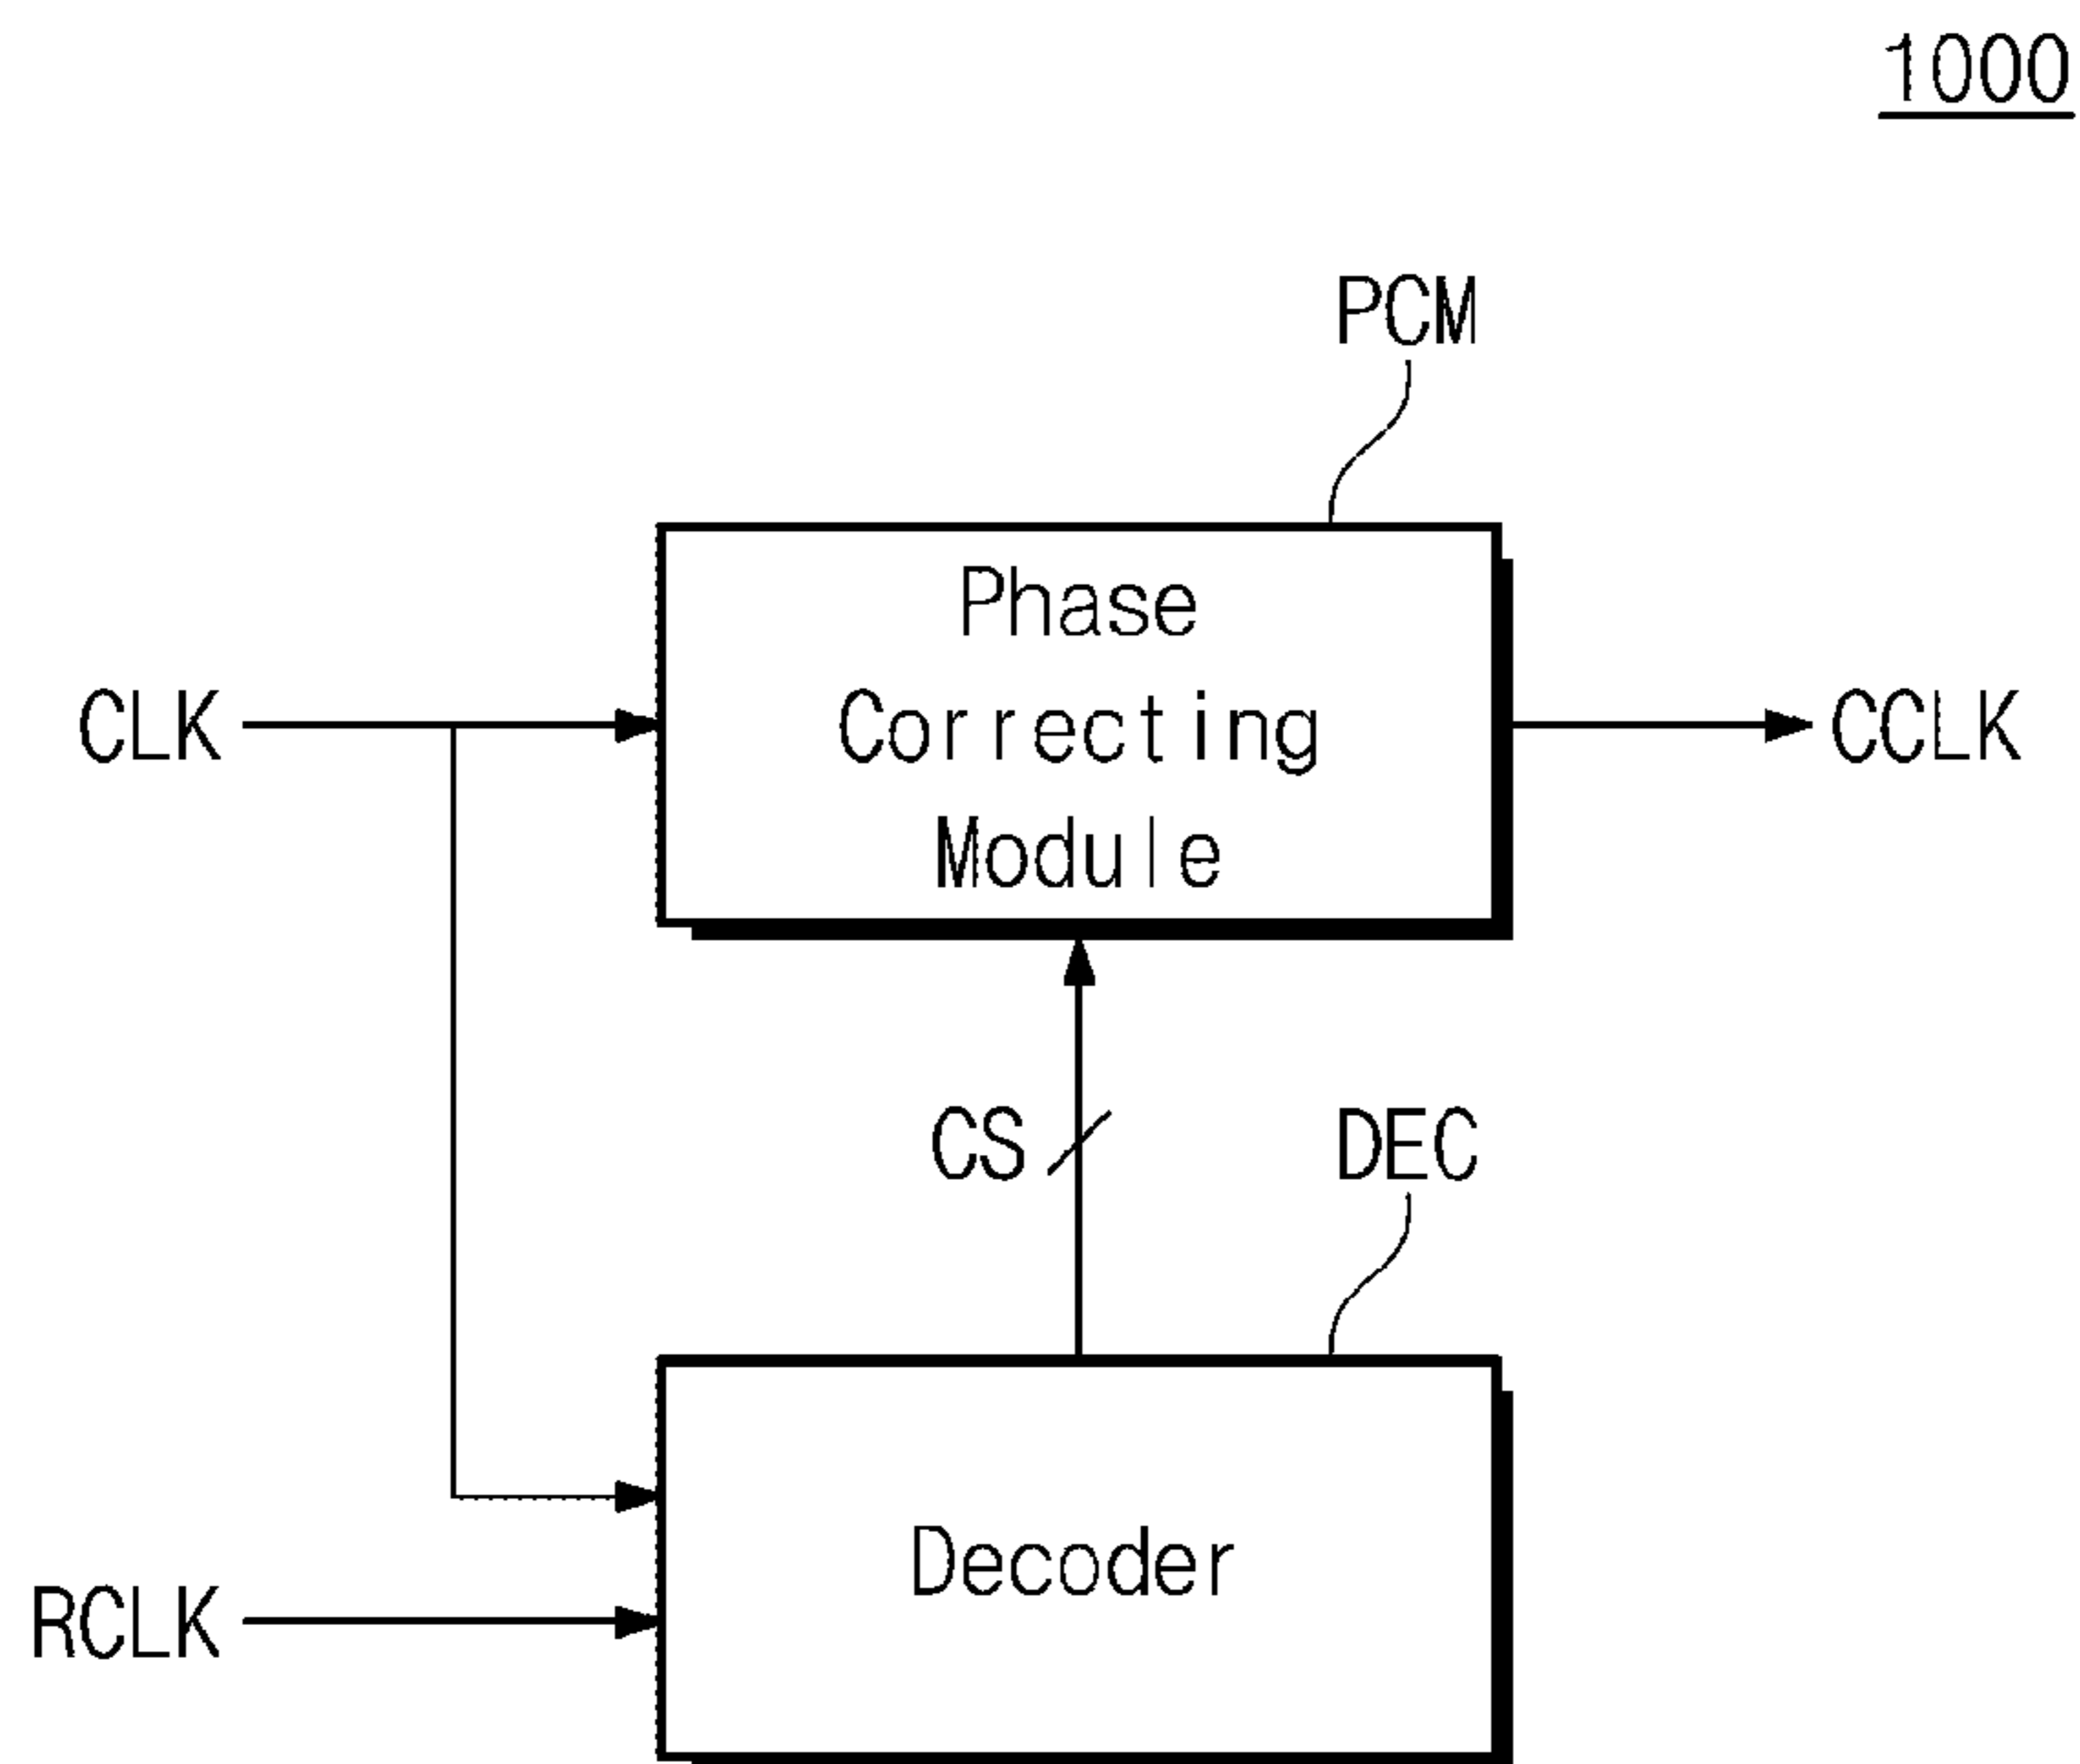 1000
PCM
Phase
Correcting
Module
CLK
CCLK
CS
DEC
Decoder
RCLK